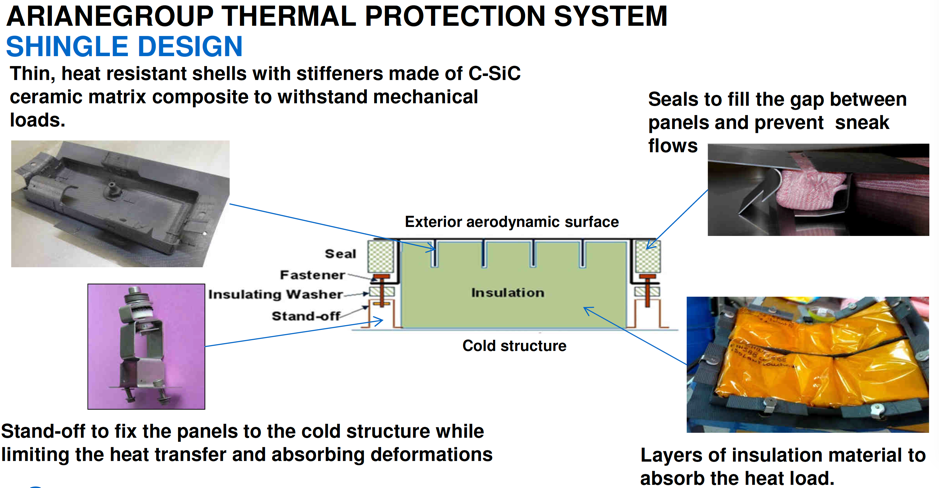 ARIANEGROUP THERMAL PROTECTION SYSTEM
SHINGLE DESIGN
Thin, heat resistant shells with stiffeners made of C-SiC
ceramic matrix composite to withstand mechanical
loads.
Seals to fill the gap between
panels and prevent sneak
flows
Exterior aerodynamic surface
Seal
Fastener
Insulating Washer
Stand-off
Insulation
Cold structure
Stand-off to fix the panels to the cold structure while
limiting the heat transfer and absorbing deformations
Layers of insulation material to
absorb the heat load.